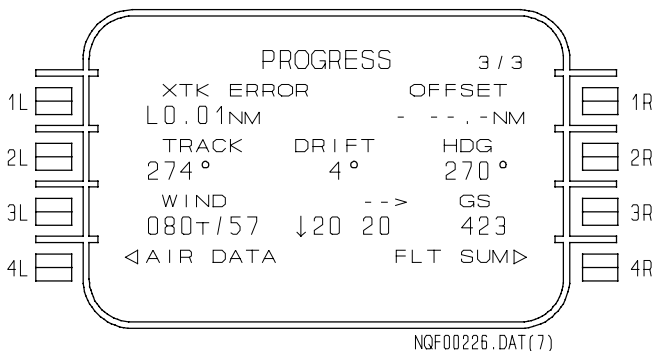 PROGRESS 3/3
XTK ERROR OFFSET
1L L0.01NM - --.-NM 1R
TRACK DRIFT HDG
2L 274° 4° 270° 2R
WIND --> GS
3L 080T/57 ↓20 20 423 3R
◁AIR DATA FLT SUM▷
4L 4R
NQF00226.DAT(7)